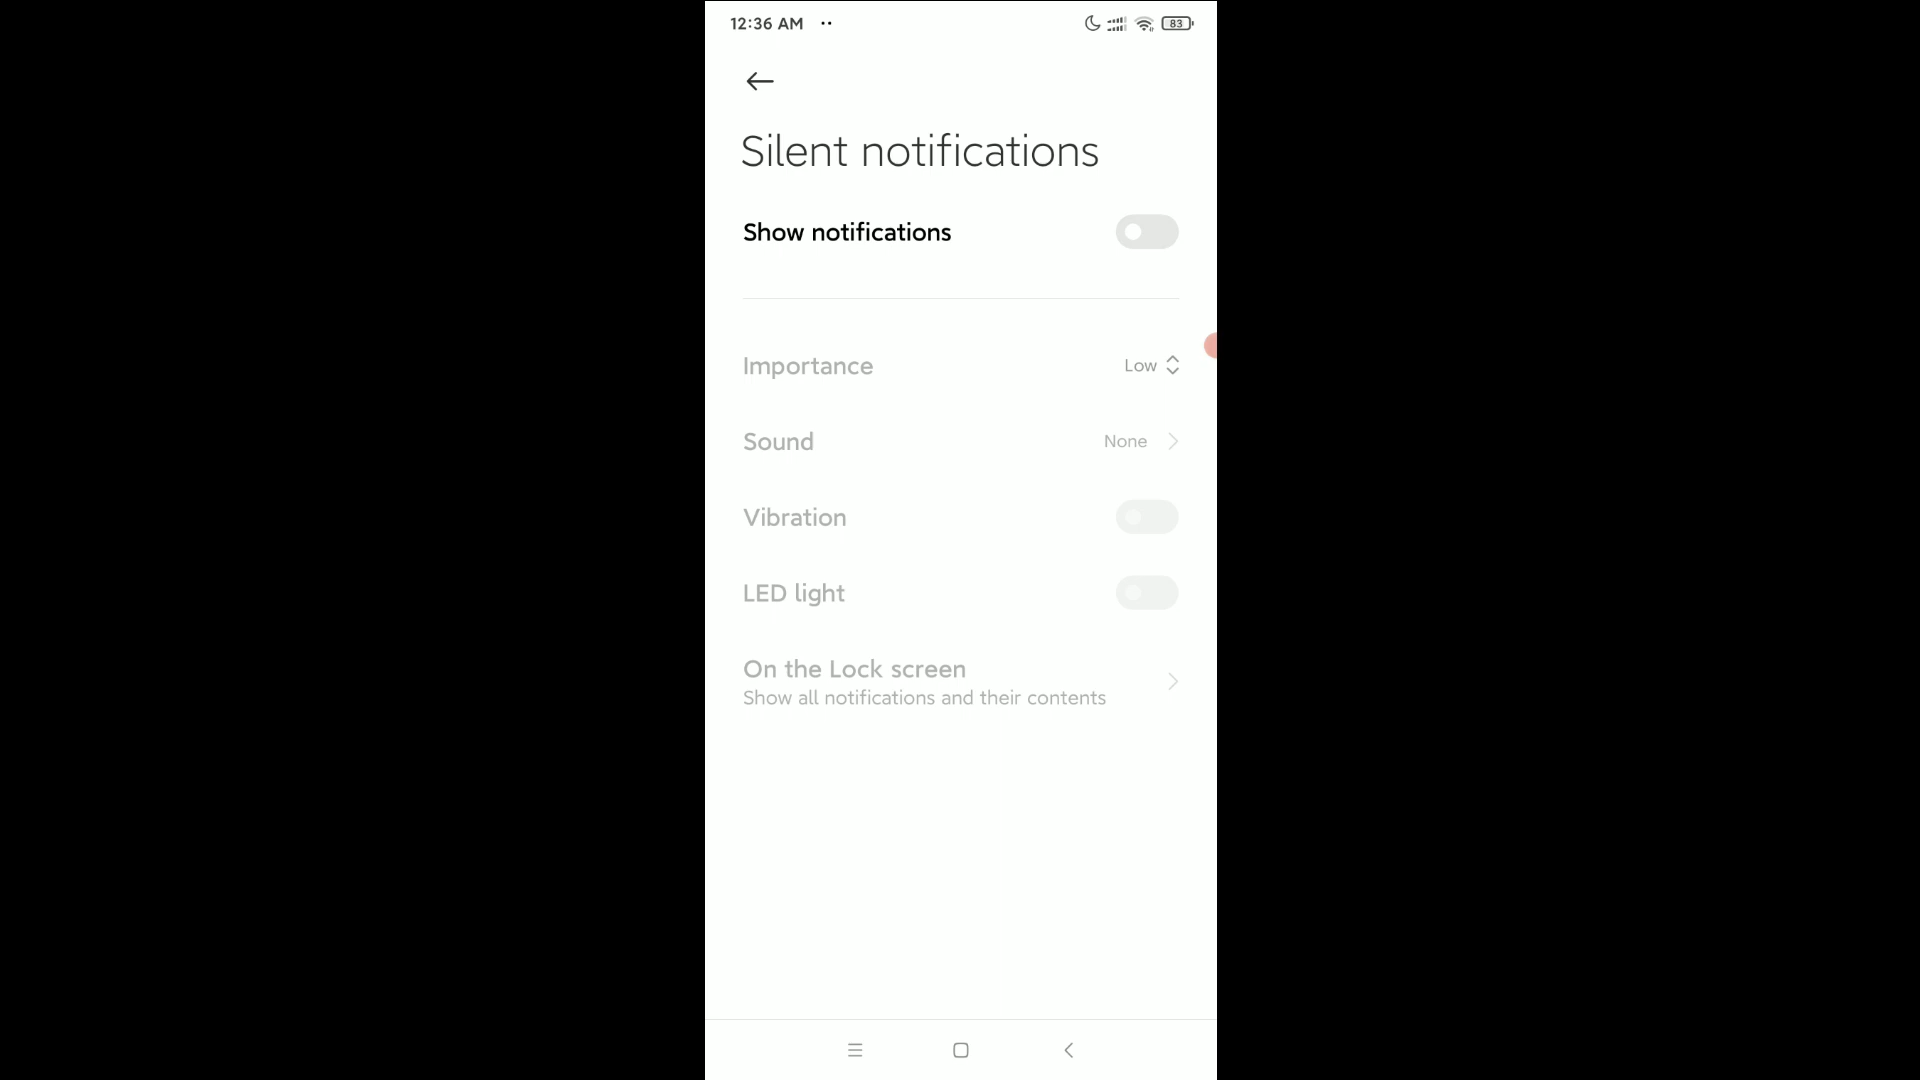 12:36 AM
83
Silent notifications
Show notifications
Importance
Low
Sound
None
Vibration
LED light
On the Lock screen
Show all notifications and their contents